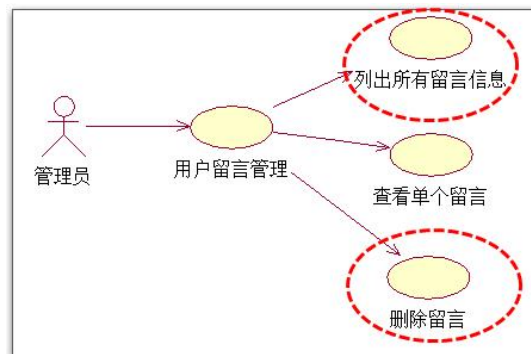 列出所有留言信息
管理员
用户留言管理
查看单个留言
删除留言